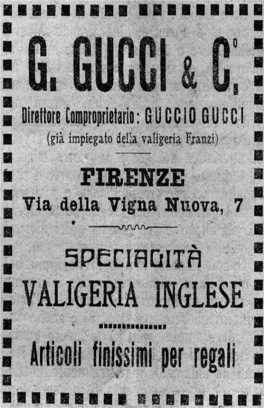 G. GUCCI & C.º
Direttore Comproprietario: GUCCIO GUCCI
(già impiegato della valigeria Franzi)
FIRENZE
Via della Vigna Nuova, 7
SPECIALITÀ
VALIGERIA INGLESE
Articoli finissimi per regali